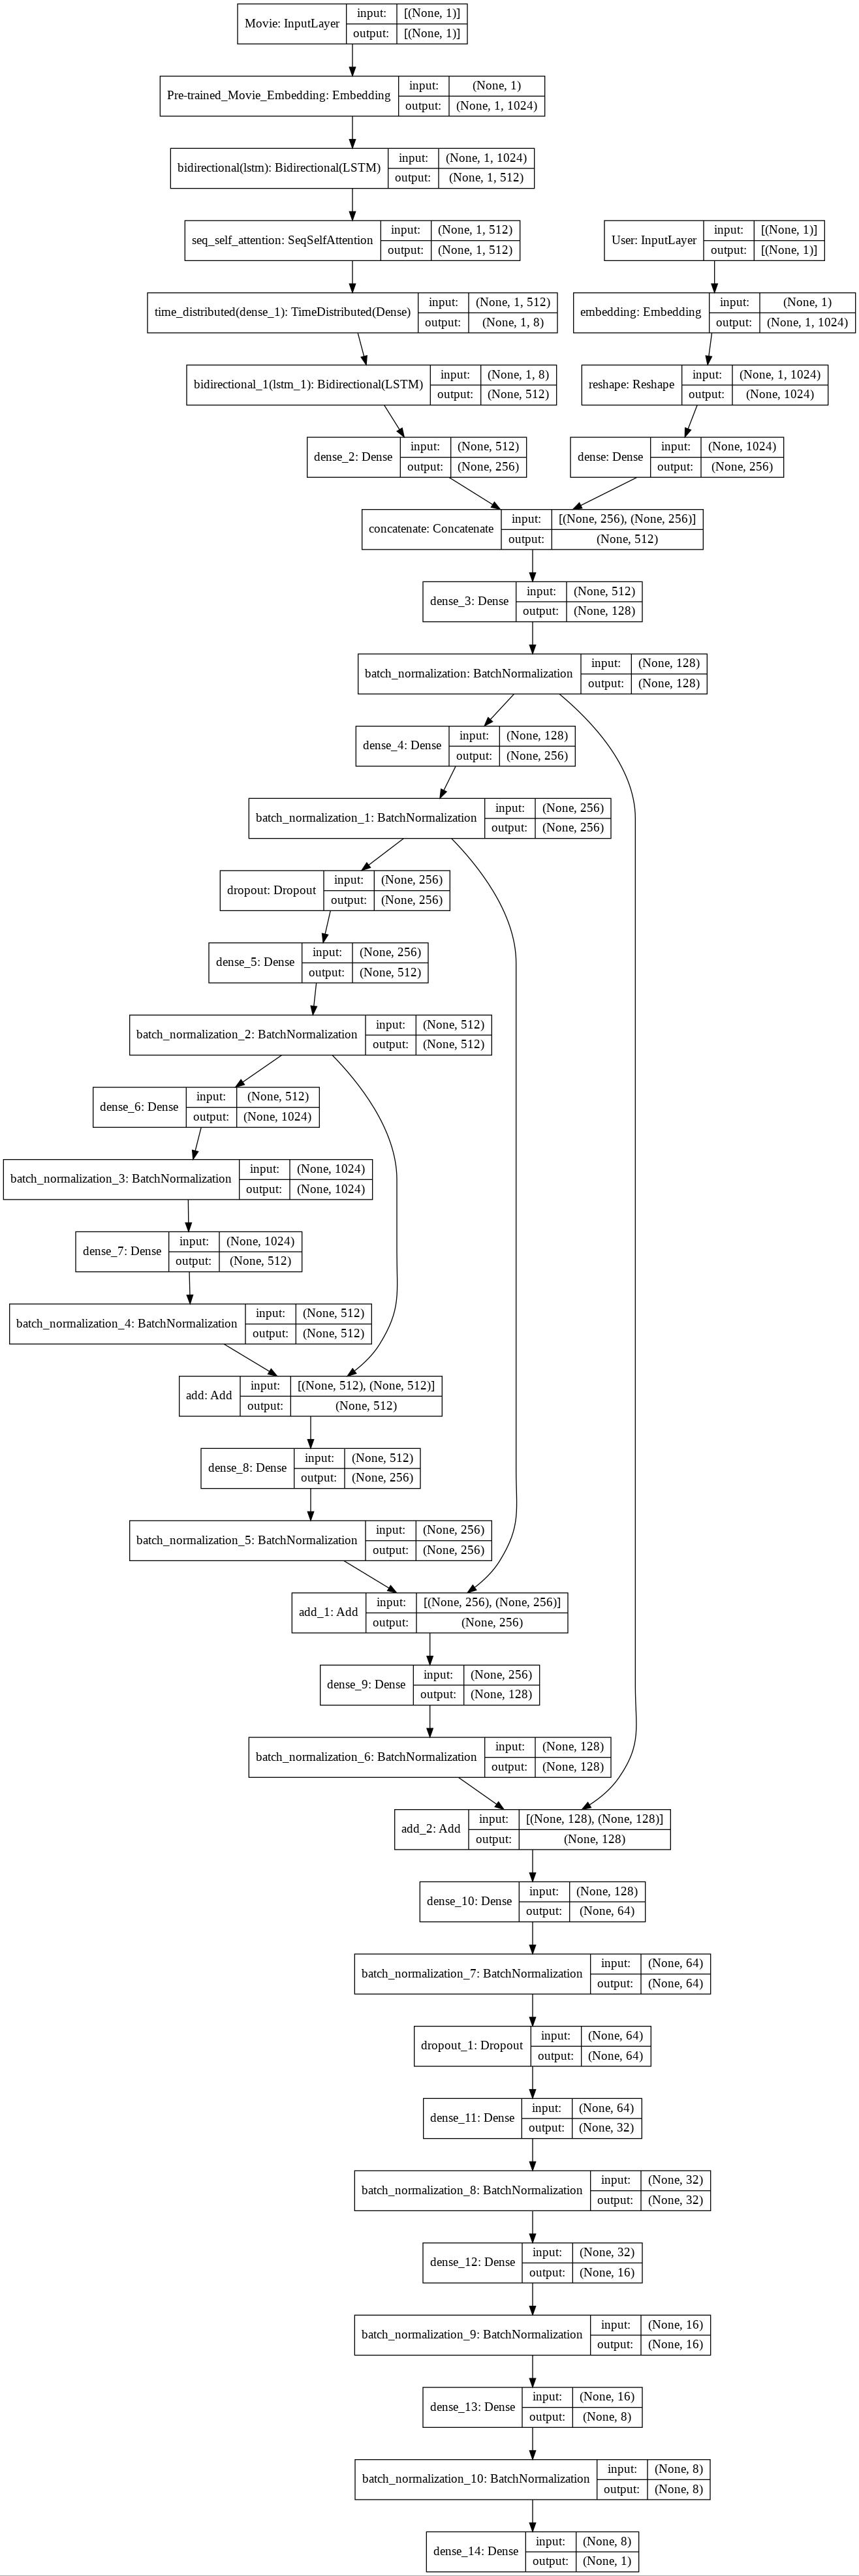 Movie: InputLayer
input: [(None, 1)]
output: [(None, 1)]
Pre-trained_Movie_Embedding: Embedding
input: (None, 1)
output: (None, 1, 1024)
bidirectional(lstm): Bidirectional(LSTM)
input: (None, 1, 1024)
output: (None, 1, 512)
seq_self_attention: SeqSelfAttention
input: (None, 1, 512)
output: (None, 1, 512)
User: InputLayer
input: [(None, 1)]
output: [(None, 1)]
time_distributed(dense_1): TimeDistributed(Dense)
input: (None, 1, 512)
output: (None, 1, 8)
embedding: Embedding
input: (None, 1)
output: (None, 1, 1024)
bidirectional_1(lstm_1): Bidirectional(LSTM)
input: (None, 1, 8)
output: (None, 512)
reshape: Reshape
input: (None, 1, 1024)
output: (None, 1024)
dense_2: Dense
input: (None, 512)
output: (None, 256)
dense: Dense
input: (None, 1024)
output: (None, 256)
concatenate: Concatenate
input: [(None, 256), (None, 256)]
output: (None, 512)
dense_3: Dense
input: (None, 512)
output: (None, 128)
batch_normalization: BatchNormalization
input: (None, 128)
output: (None, 128)
dense_4: Dense
input: (None, 128)
output: (None, 256)
batch_normalization_1: BatchNormalization
input: (None, 256)
output: (None, 256)
dropout: Dropout
input: (None, 256)
output: (None, 256)
dense_5: Dense
input: (None, 256)
output: (None, 512)
batch_normalization_2: BatchNormalization
input: (None, 512)
output: (None, 512)
dense_6: Dense
input: (None, 512)
output: (None, 1024)
batch_normalization_3: BatchNormalization
input: (None, 1024)
output: (None, 1024)
dense_7: Dense
input: (None, 1024)
output: (None, 512)
batch_normalization_4: BatchNormalization
input: (None, 512)
output: (None, 512)
add: Add
input: [(None, 512), (None, 512)]
output: (None, 512)
dense_8: Dense
input: (None, 512)
output: (None, 256)
batch_normalization_5: BatchNormalization
input: (None, 256)
output: (None, 256)
add_1: Add
input: [(None, 256), (None, 256)]
output: (None, 256)
dense_9: Dense
input: (None, 256)
output: (None, 128)
batch_normalization_6: BatchNormalization
input: (None, 128)
output: (None, 128)
add_2: Add
input: [(None, 128), (None, 128)]
output: (None, 128)
dense_10: Dense
input: (None, 128)
output: (None, 64)
batch_normalization_7: BatchNormalization
input: (None, 64)
output: (None, 64)
dropout_1: Dropout
input: (None, 64)
output: (None, 64)
dense_11: Dense
input: (None, 64)
output: (None, 32)
batch_normalization_8: BatchNormalization
input: (None, 32)
output: (None, 32)
dense_12: Dense
input: (None, 32)
output: (None, 16)
batch_normalization_9: BatchNormalization
input: (None, 16)
output: (None, 16)
dense_13: Dense
input: (None, 16)
output: (None, 8)
batch_normalization_10: BatchNormalization
input: (None, 8)
output: (None, 8)
dense_14: Dense
input: (None, 8)
output: (None, 1)